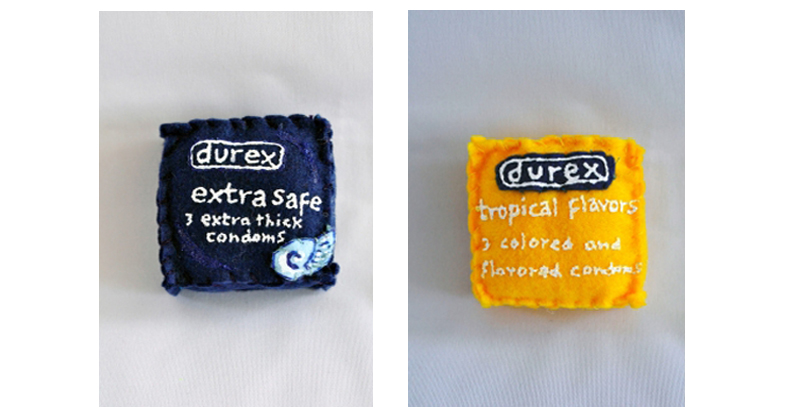 durex
extra safe
3 extra thick
condoms
durex
tropical flavors
3 colored and
flavored condoms